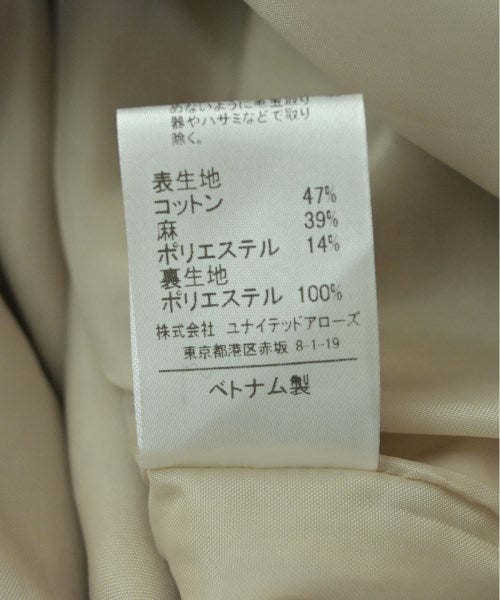 めないように毛玉取り
器やハサミなどで取り
除く。
表生地
コットン 47%
麻 39%
ポリエステル 14%
裏生地
ポリエステル 100%
株式会社 ユナイテッドアローズ
東京都港区赤坂 8-1-19
ベトナム製